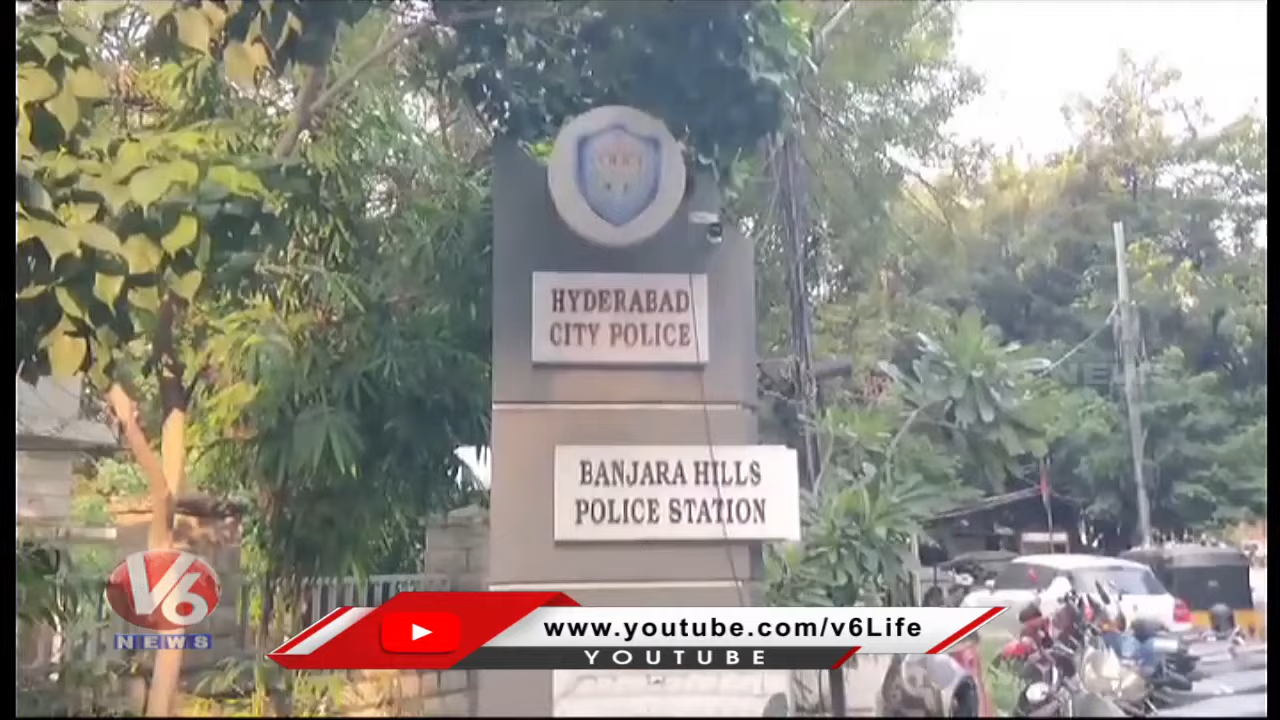 HYDERABAD
CITY POLICE
BANJARA HILLS
POLICE STATION
V6
NEWS
www.youtube.com/v6Life
YOUTUBE